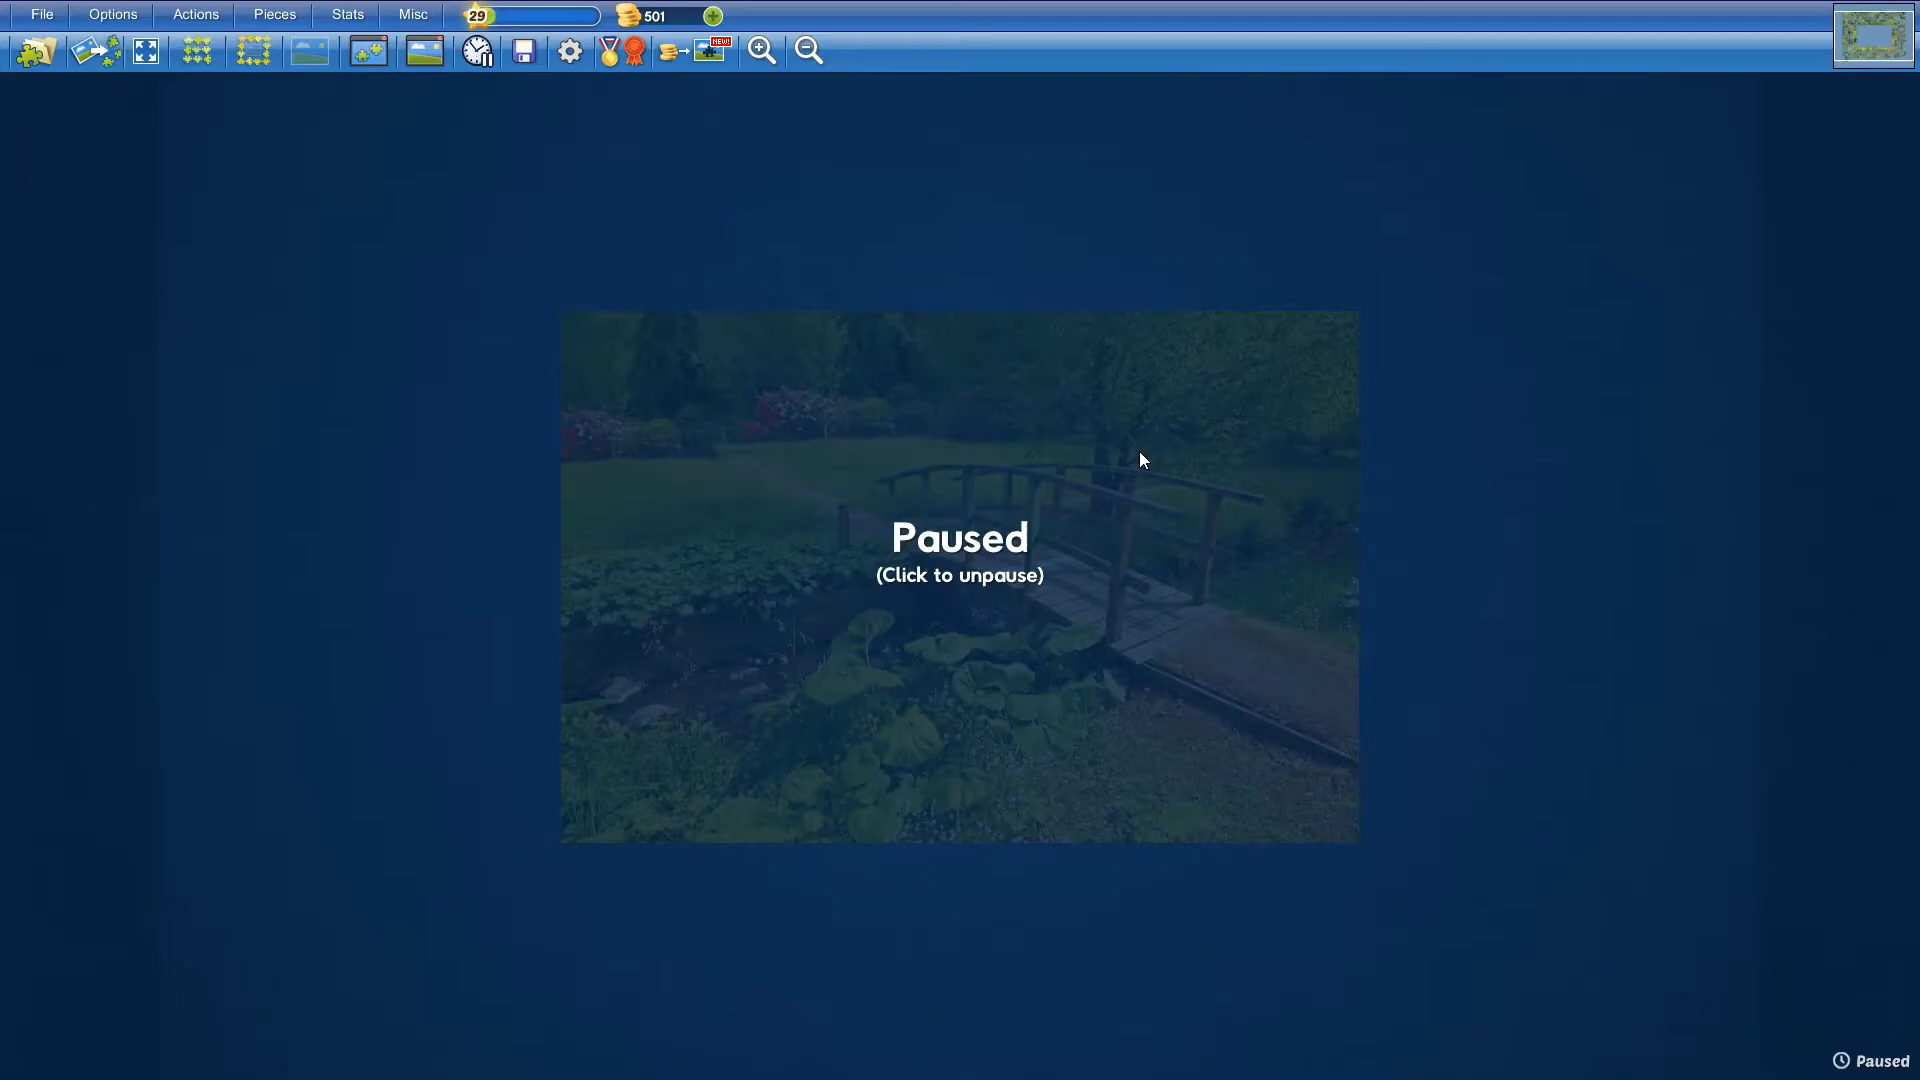 File Options Actions Pieces Stats Misc 29 501
NEW!
Paused
(Click to unpause)
Paused